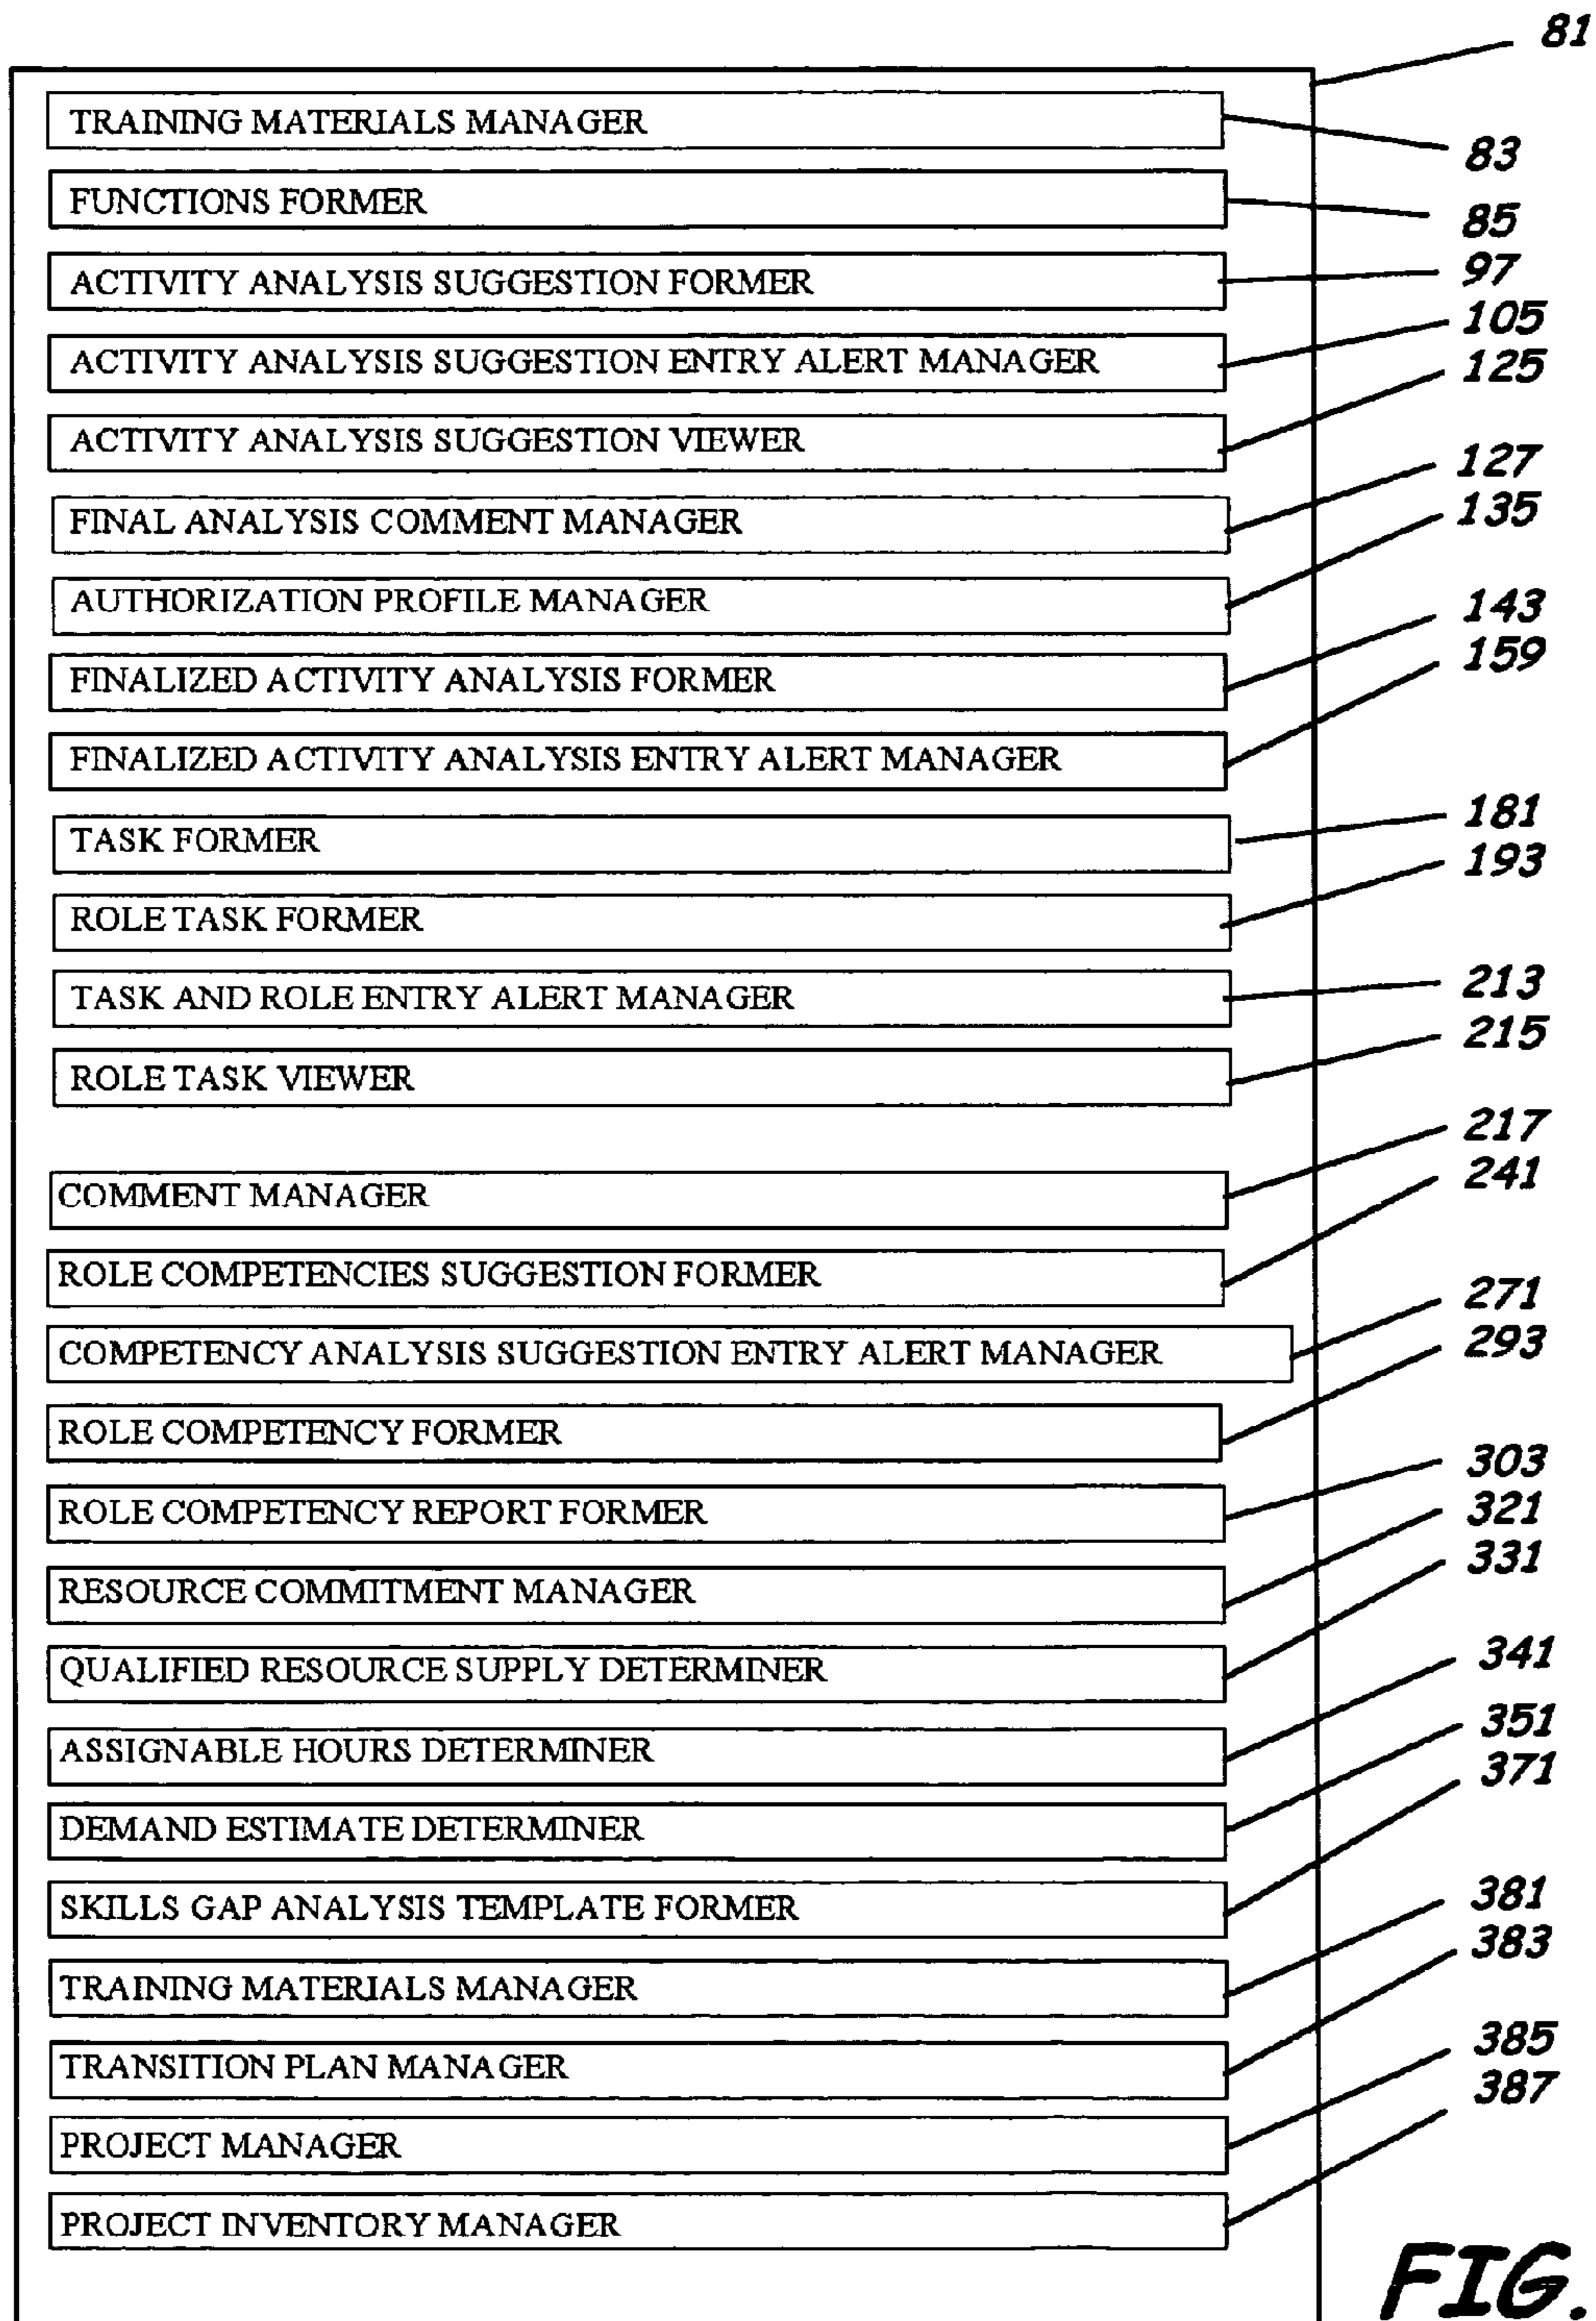 81
TRAINING MATERIALS MANAGER
83
FUNCTIONS FORMER
85
ACTIVITY ANALYSIS SUGGESTION FORMER
97
ACTIVITY ANALYSIS SUGGESTION ENTRY ALERT MANAGER
105
ACTIVITY ANALYSIS SUGGESTION VIEWER
125
FINAL ANALYSIS COMMENT MANAGER
127
AUTHORIZATION PROFILE MANAGER
135
FINALIZED ACTIVITY ANALYSIS FORMER
143
FINALIZED ACTIVITY ANALYSIS ENTRY ALERT MANAGER
159
TASK FORMER
181
ROLE TASK FORMER
193
TASK AND ROLE ENTRY ALERT MANAGER
213
ROLE TASK VIEWER
215
COMMENT MANAGER
217
ROLE COMPETENCIES SUGGESTION FORMER
241
COMPETENCY ANALYSIS SUGGESTION ENTRY ALERT MANAGER
271
ROLE COMPETENCY FORMER
293
ROLE COMPETENCY REPORT FORMER
303
RESOURCE COMMITMENT MANAGER
321
QUALIFIED RESOURCE SUPPLY DETERMINER
331
ASSIGNABLE HOURS DETERMINER
341
DEMAND ESTIMATE DETERMINER
351
SKILLS GAP ANALYSIS TEMPLATE FORMER
371
TRAINING MATERIALS MANAGER
381
TRANSITION PLAN MANAGER
383
PROJECT MANAGER
385
PROJECT INVENTORY MANAGER
387
FIG.